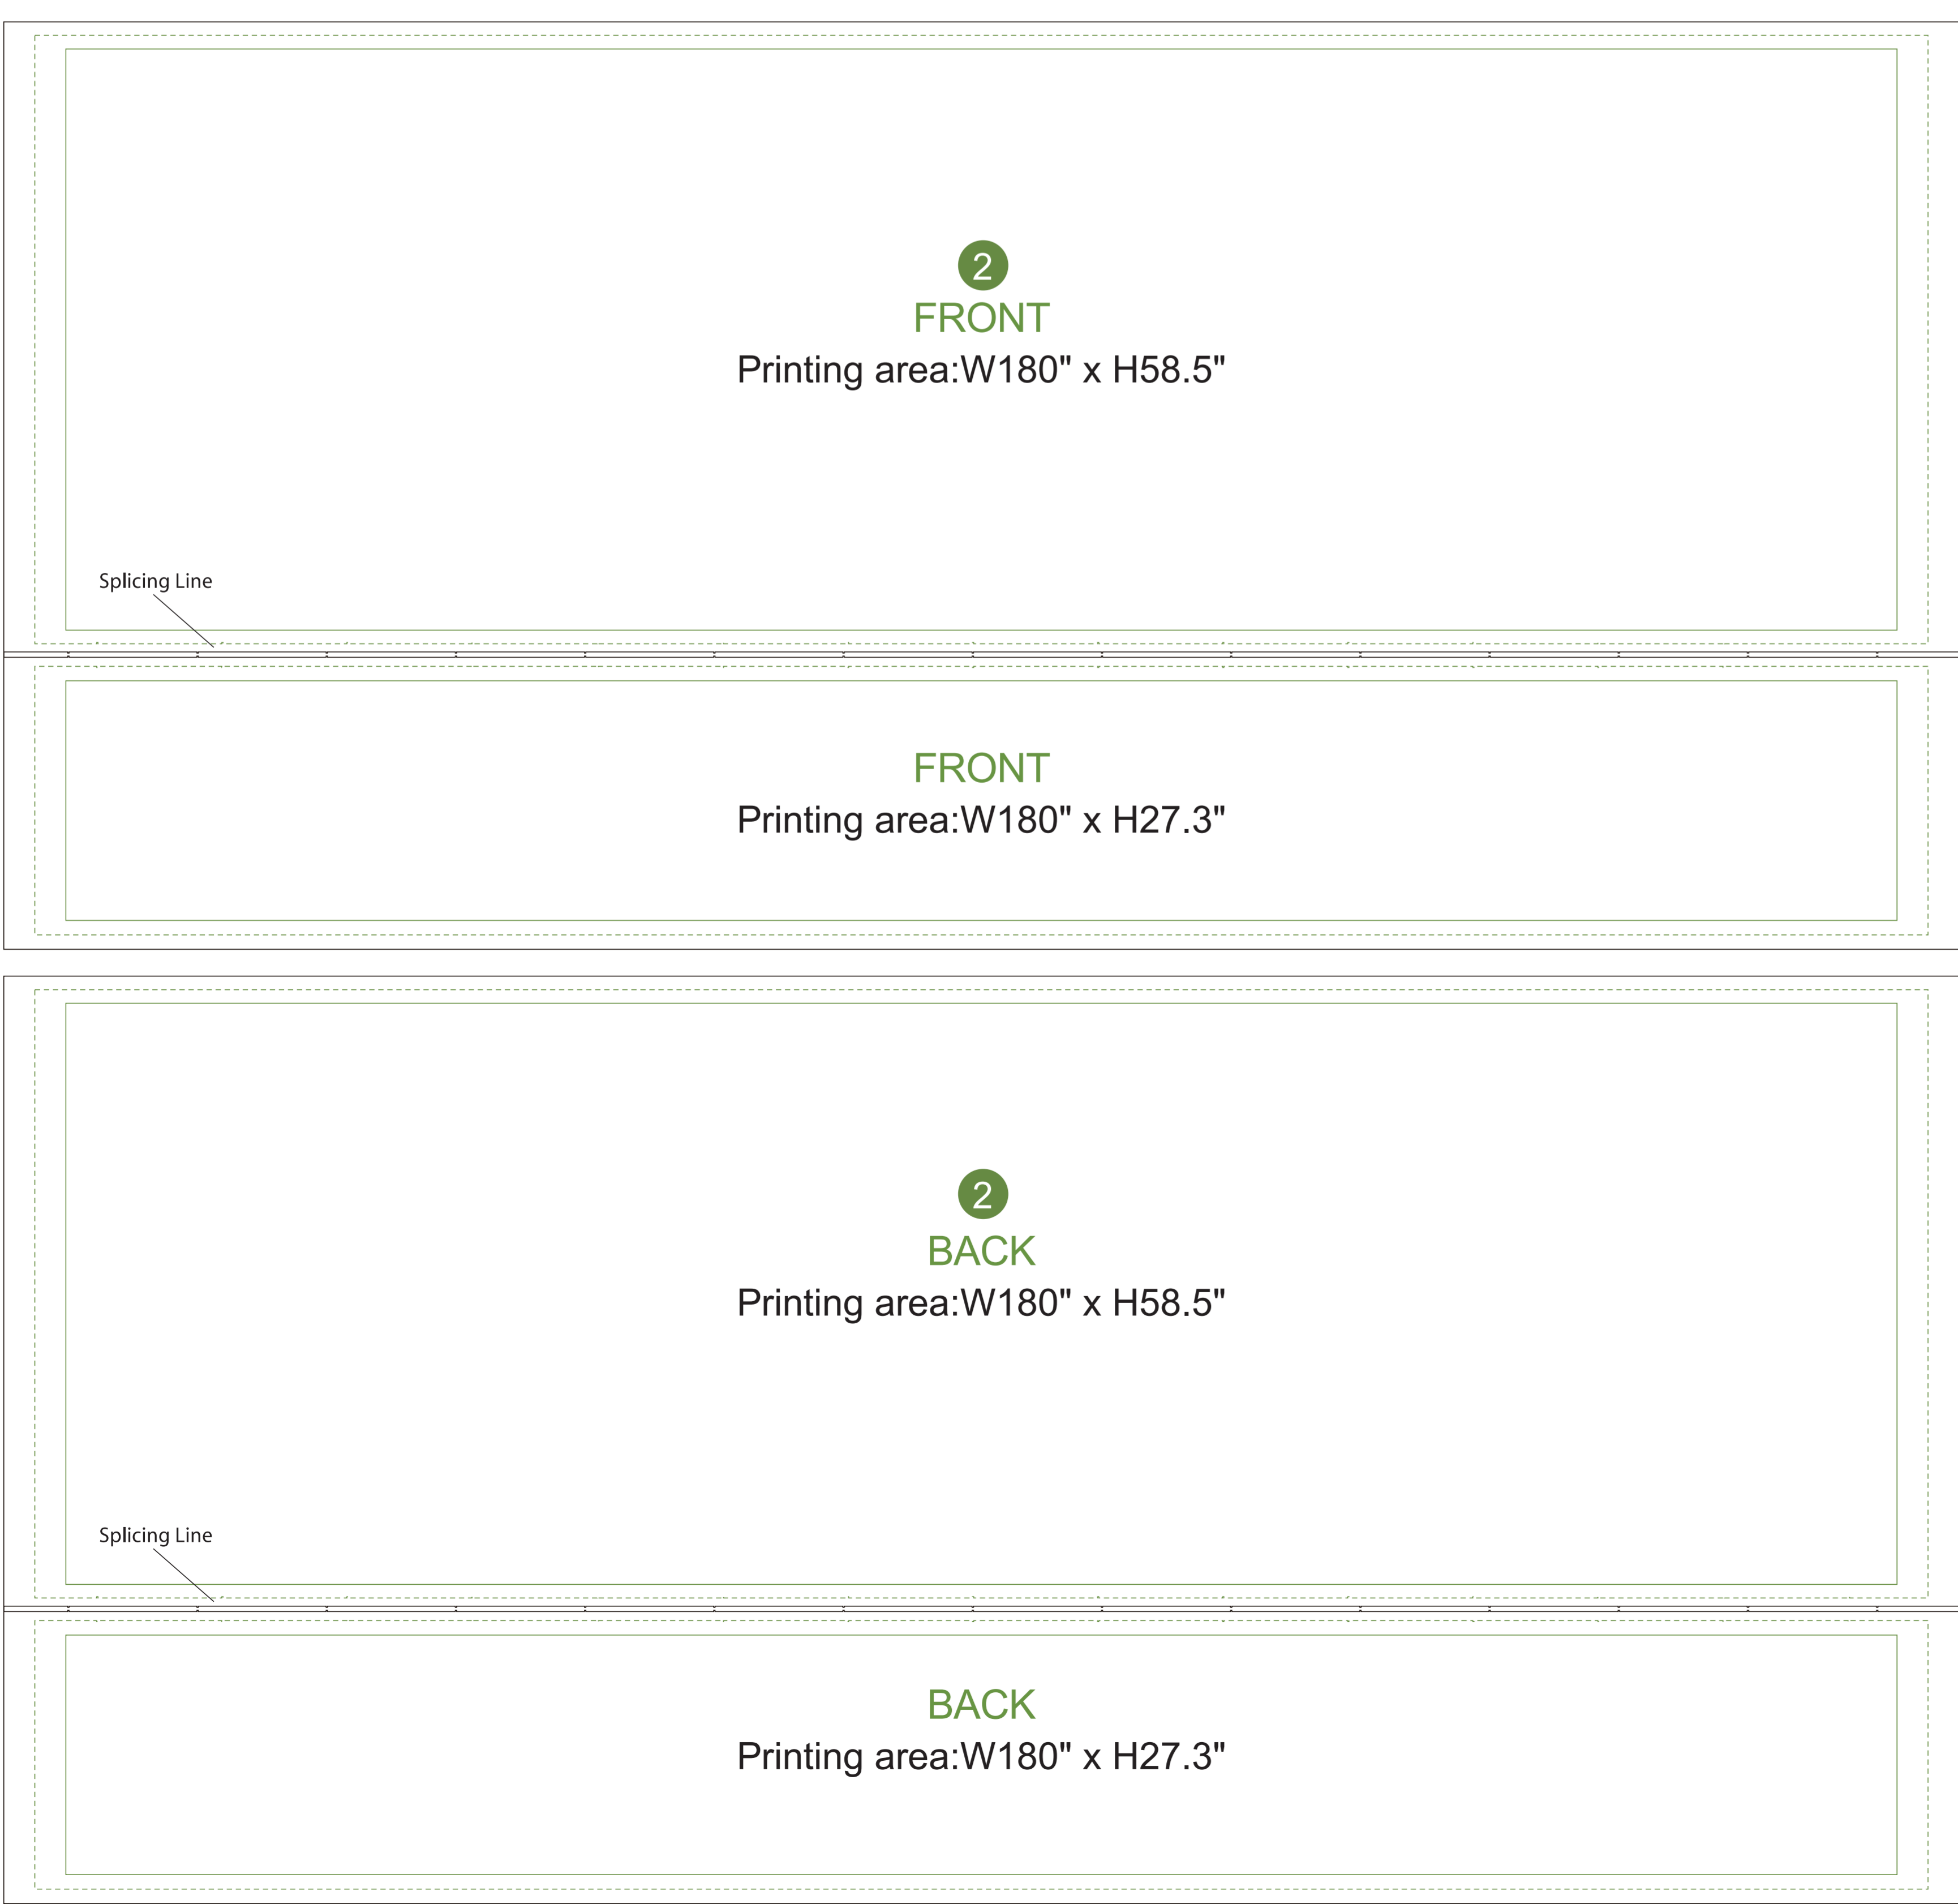 2
FRONT
Printing area:W180" x H58.5"
Splicing Line
FRONT
Printing area:W180" x H27.3"
2
BACK
Printing area:W180" x H58.5"
Splicing Line
BACK
Printing area:W180" x H27.3"